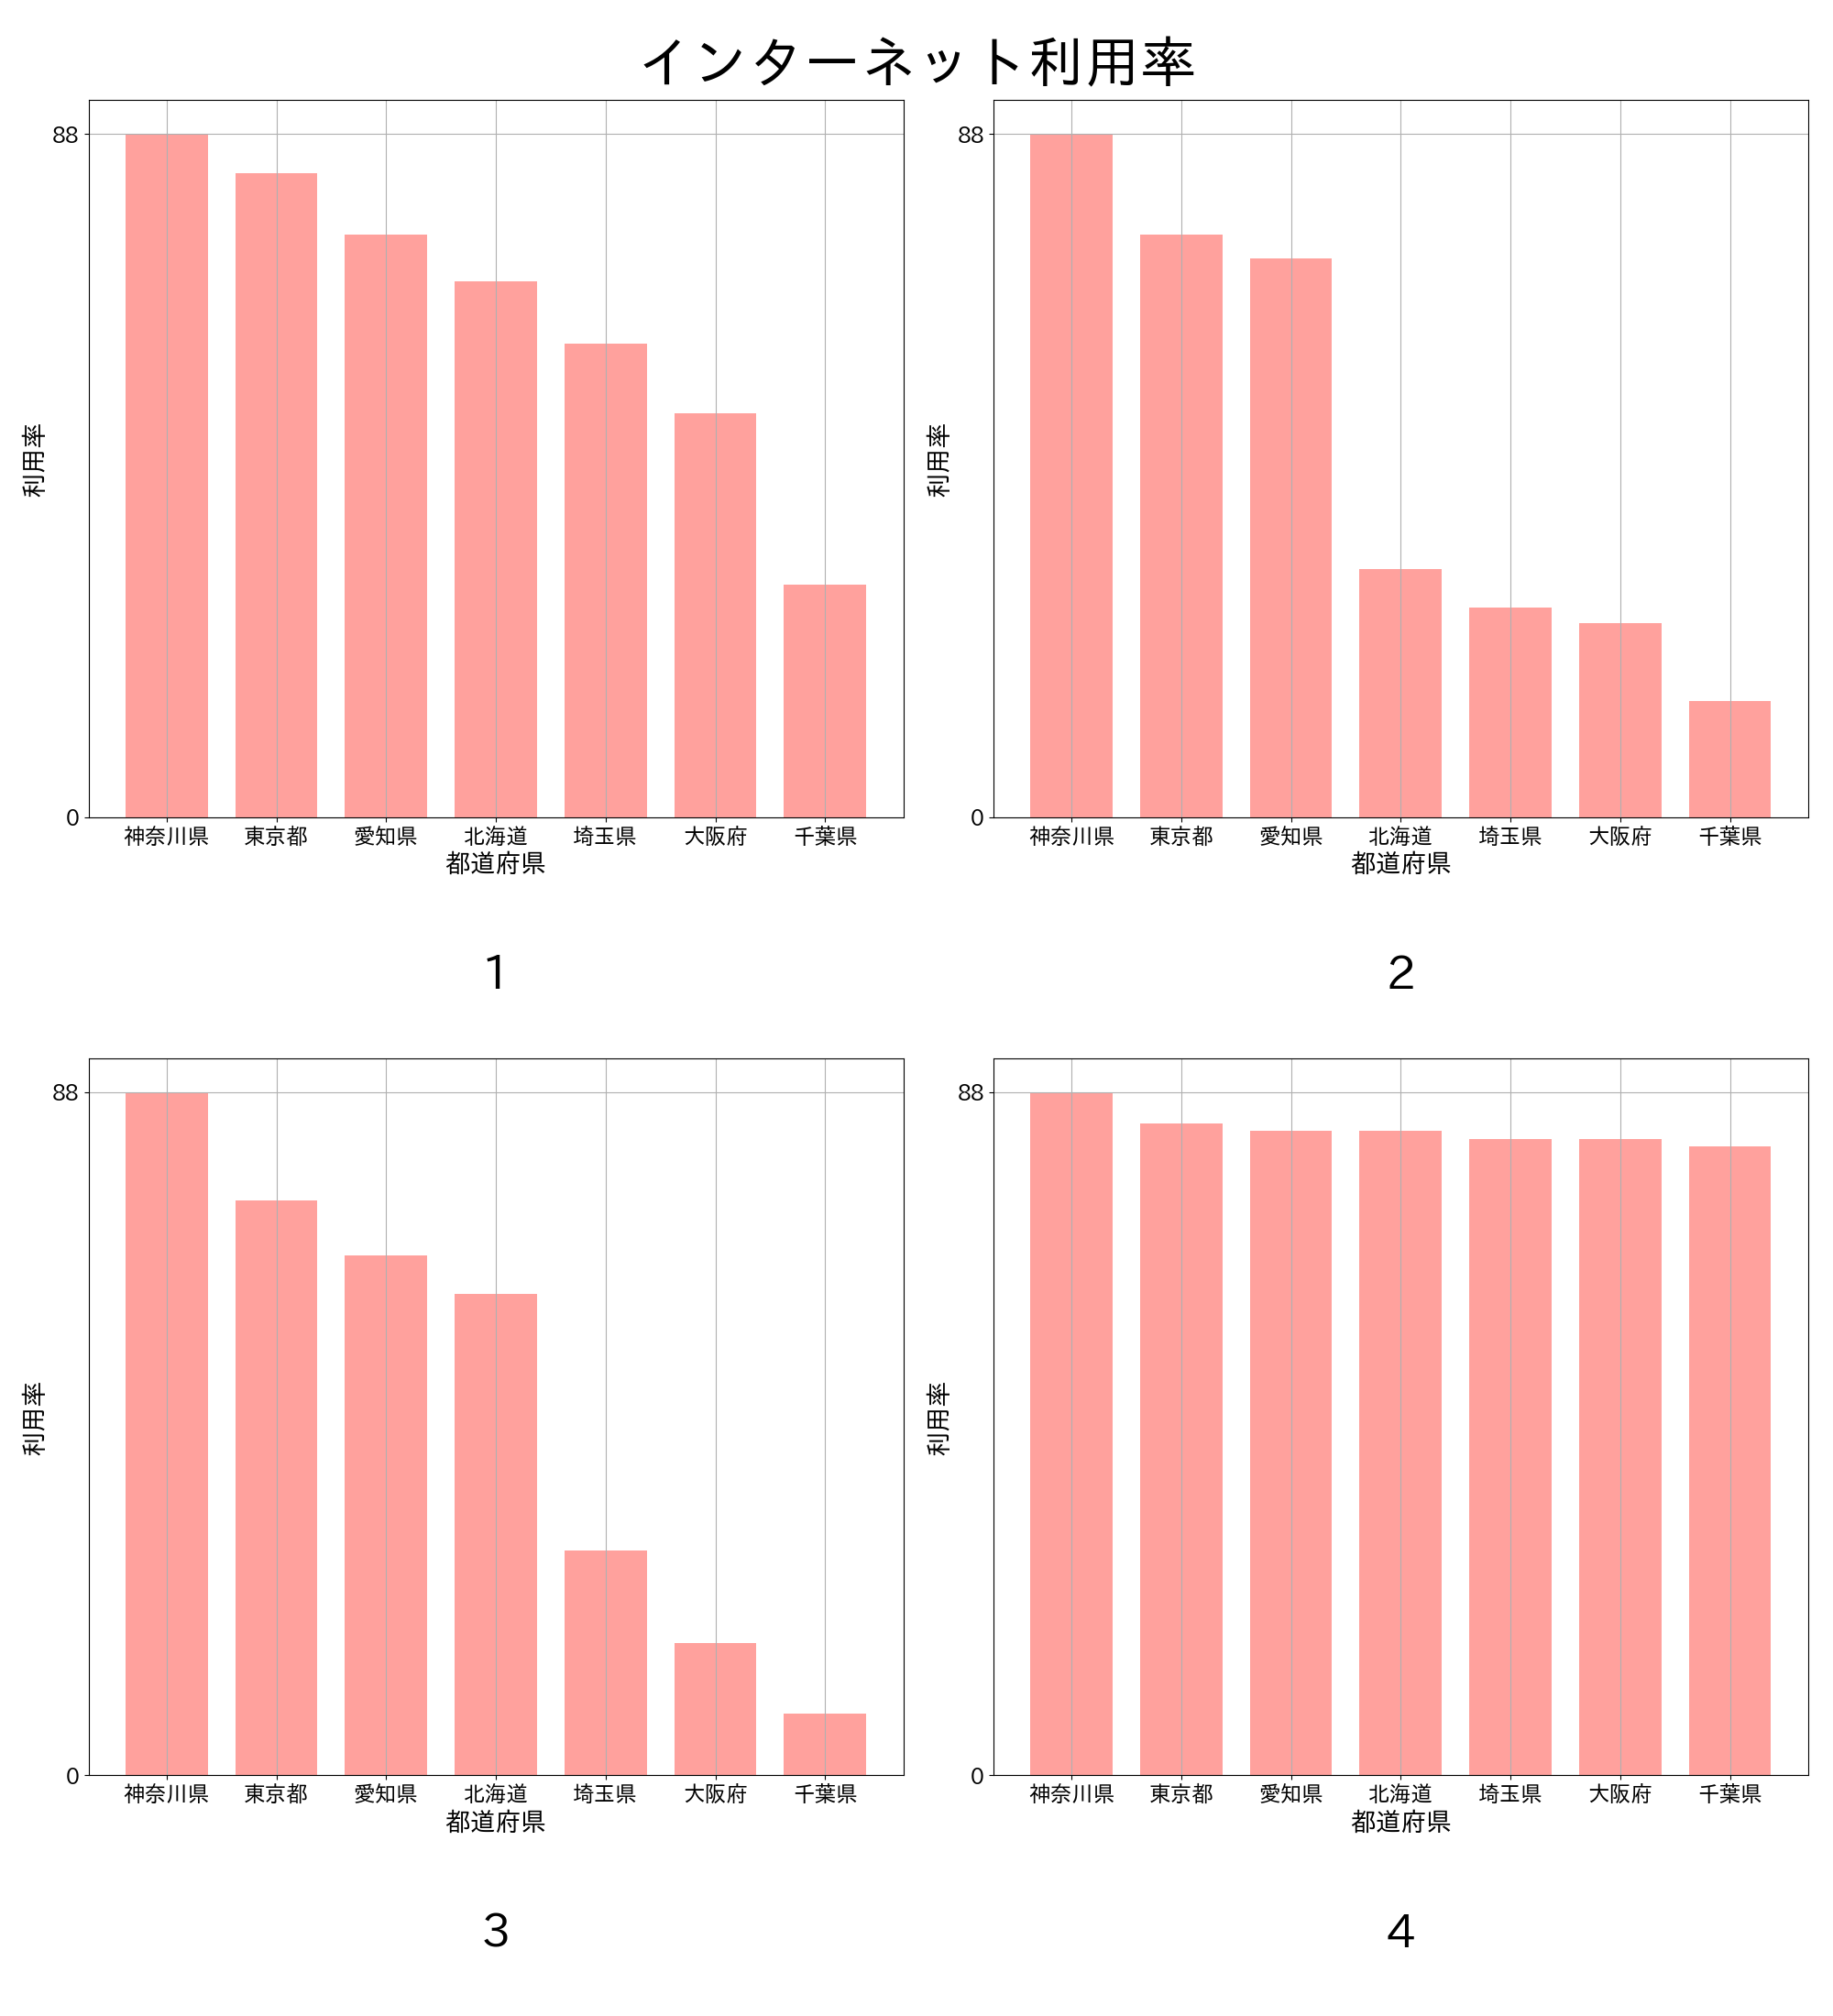 インターネット利用率
88
0
利用率
神奈川県 東京都 愛知県 北海道 埼玉県 大阪府 千葉県
都道府県
1
88
0
利用率
神奈川県 東京都 愛知県 北海道 埼玉県 大阪府 千葉県
都道府県
2
88
0
利用率
神奈川県 東京都 愛知県 北海道 埼玉県 大阪府 千葉県
都道府県
3
88
0
利用率
神奈川県 東京都 愛知県 北海道 埼玉県 大阪府 千葉県
都道府県
4